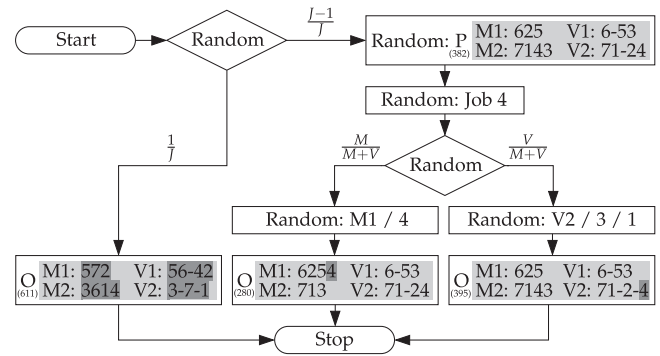 Start
Random
J−1
J
Random: P
(382)
M1: 625 V1: 6-53
M2: 7143 V2: 71-24
Random: Job 4
1
J
M
M+V
Random
V
M+V
Random: M1 / 4
Random: V2 / 3 / 1
O
(611)
M1: 572 V1: 56-42
M2: 3614 V2: 3-7-1
O
(280)
M1: 6254 V1: 6-53
M2: 713 V2: 71-24
O
(395)
M1: 625 V1: 6-53
M2: 7143 V2: 71-2-4
Stop